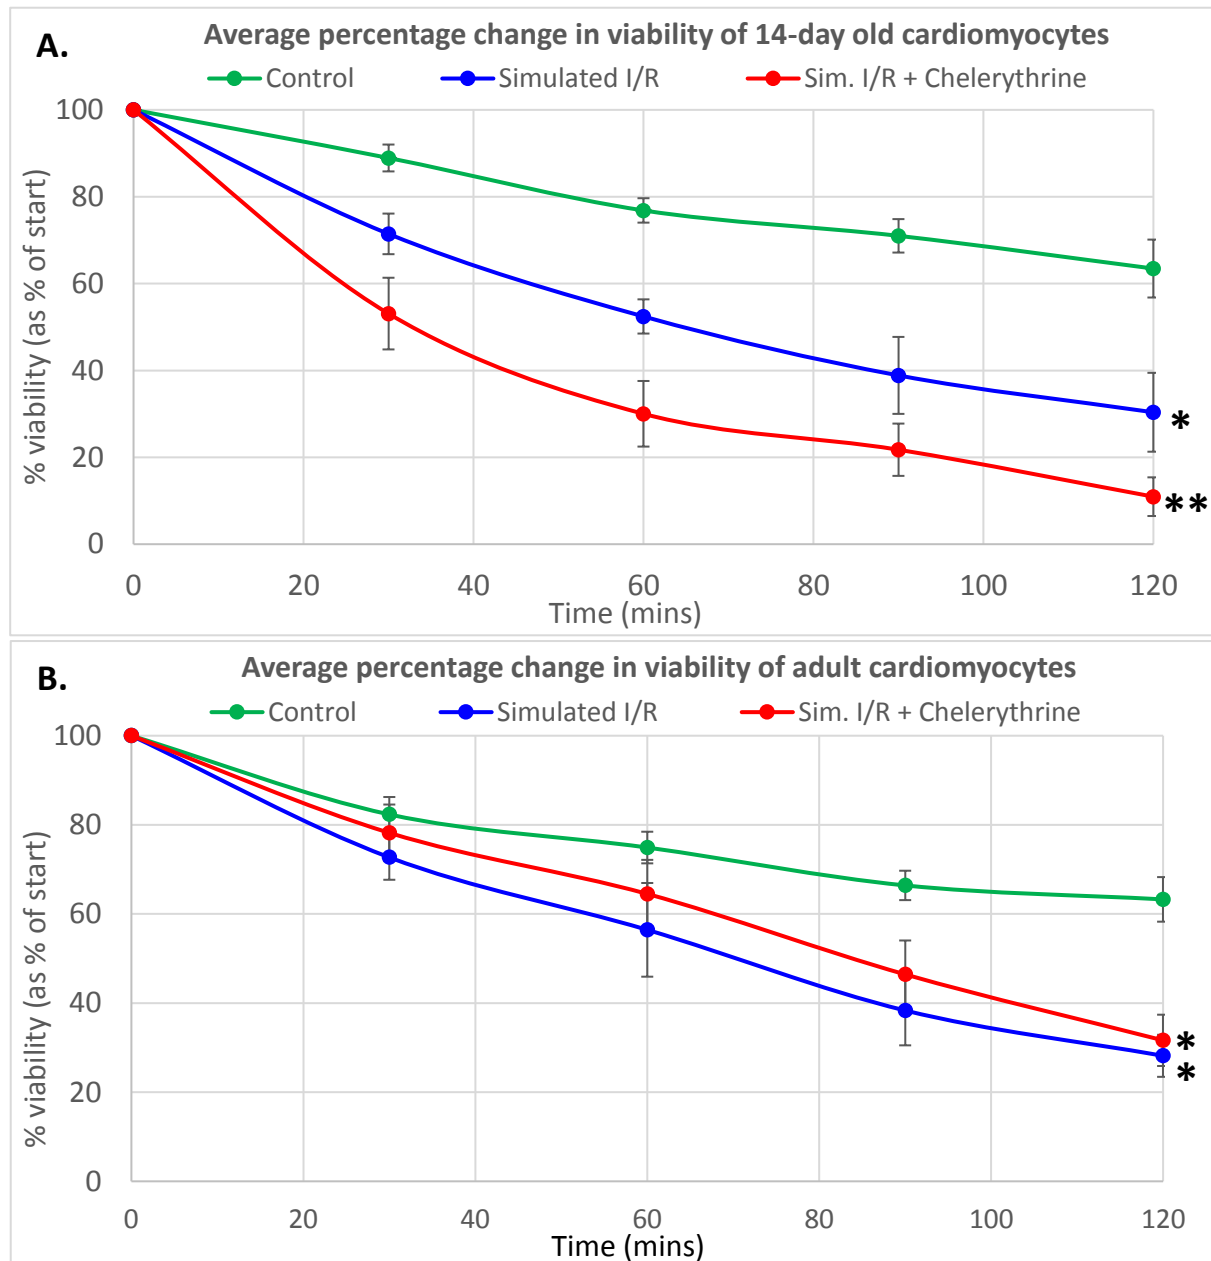 A.
Average percentage change in viability of 14-day old cardiomyocytes
Control Simulated I/R Sim. I/R + Chelerythrine
% viability (as % of start)
100
80
60
40
20
0
*
**
0 20 40 60 80 100 120
Time (mins)
B.
Average percentage change in viability of adult cardiomyocytes
Control Simulated I/R Sim. I/R + Chelerythrine
% viability (as % of start)
100
80
60
40
20
0
*
*
0 20 40 60 80 100 120
Time (mins)